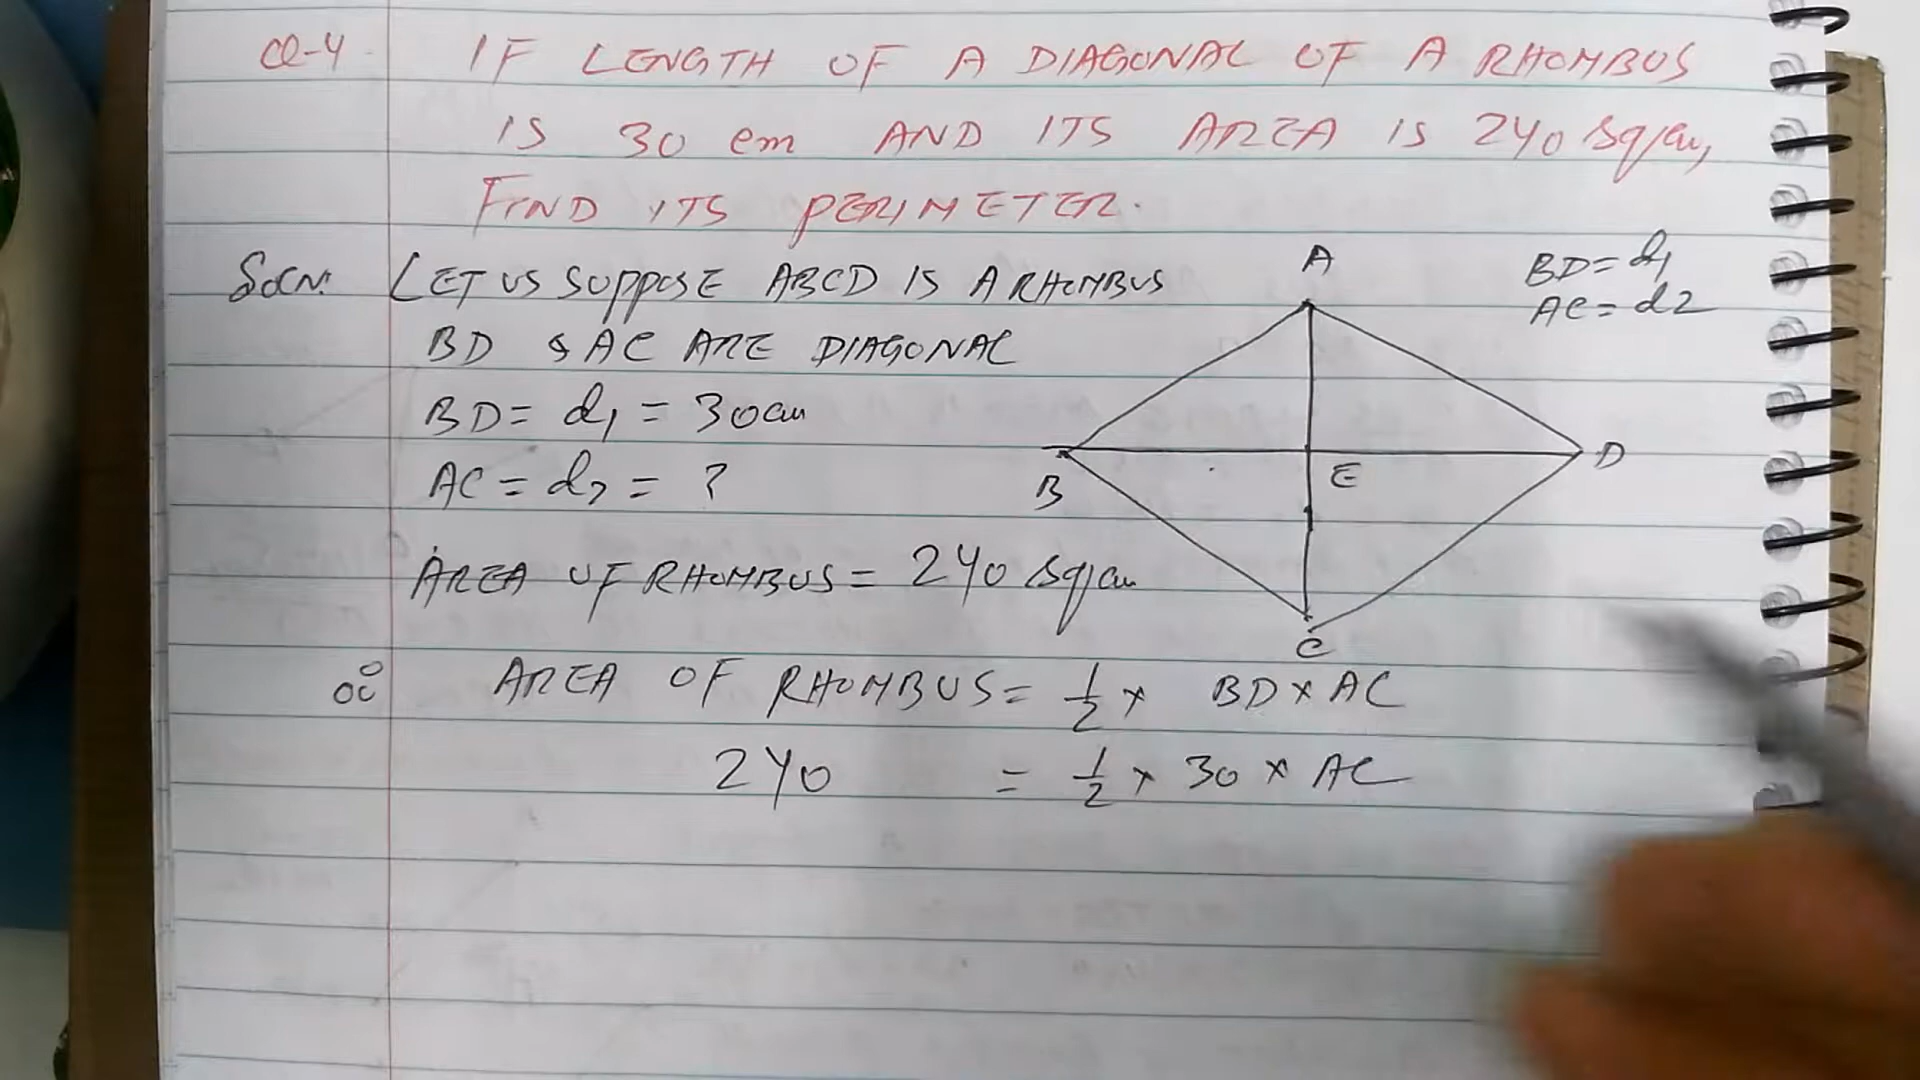 Q-4 IF LENGTH OF A DIAGONAL OF A RHOMBUS
IS 30 cm AND ITS AREA IS 240 sq/cm,
FIND ITS PERIMETER.
SOLN: LET US SUPPOSE ABCD IS A RHOMBUS
BD & AC ARE DIAGONAL
BD = d1 = 30cm
AC = d2 = ?
AREA OF RHOMBUS = 240 sq/cm
BD = d1
AC = d2
A
B
E
D
C
∴ AREA OF RHOMBUS = 1/2 × BD × AC
240 = 1/2 × 30 × AC